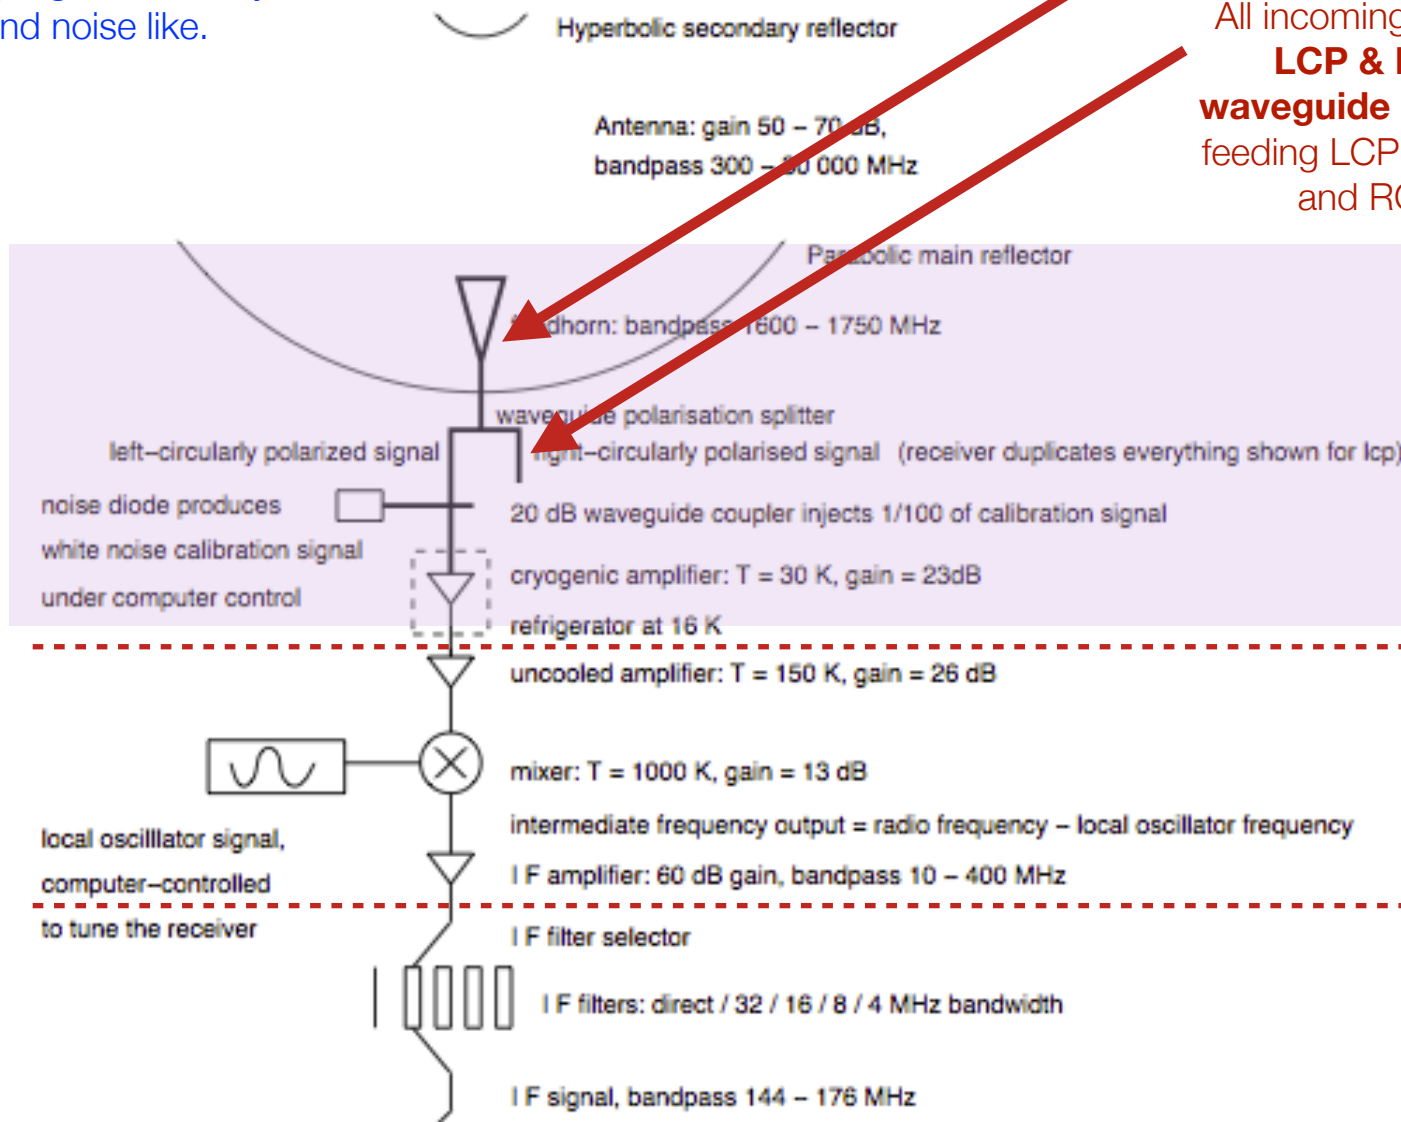 nd noise like.
Hyperbolic secondary reflector
All incoming
LCP &
waveguide
feeding LCP
and
Antenna: gain 50 – 70 dB,
bandpass 300 – 000 MHz
Parabolic main reflector
bandpass 1600 – 1750 MHz
waveguide polarisation splitter
left–circularly polarized signal
right–circularly polarised signal (receiver duplicates everything shown for lcp)
noise diode produces
white noise calibration signal
under computer control
20 dB waveguide coupler injects 1/100 of calibration signal
cryogenic amplifier: T = 30 K, gain = 23dB
refrigerator at 16 K
uncooled amplifier: T = 150 K, gain = 26 dB
mixer: T = 1000 K, gain = 13 dB
intermediate frequency output = radio frequency – local oscillator frequency
local oscilllator signal,
computer–controlled
to tune the receiver
I F amplifier: 60 dB gain, bandpass 10 – 400 MHz
I F filter selector
I F filters: direct / 32 / 16 / 8 / 4 MHz bandwidth
I F signal, bandpass 144 – 176 MHz